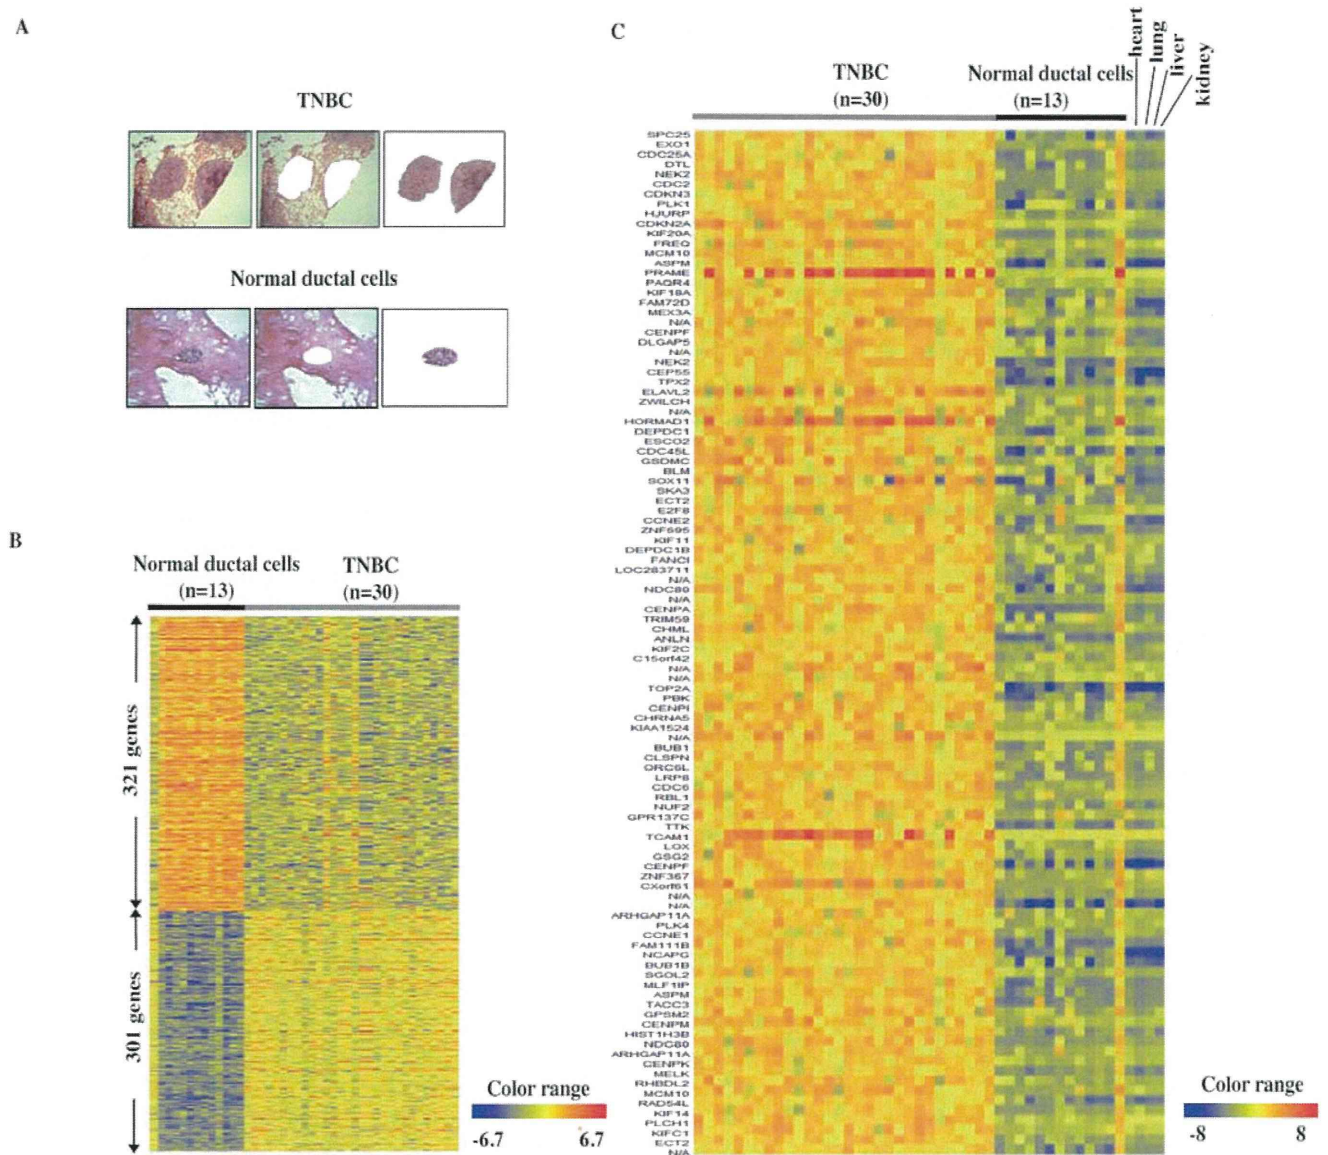 A
TNBC
Normal ductal cells
B
Normal ductal cells
(n=13)
TNBC
(n=30)
321 genes
301 genes
Color range
-6.7 6.7
C
TNBC
(n=30)
Normal ductal cells
(n=13)
heart
lung
liver
kidney
SPC25
EXO1
CDC25A
DTL
NEK2
CDC2
CDKN3
PLK1
HJURP
CDKN2A
KIF20A
FREQ
MCM10
ASPM
PRAME
PAQR4
KIF18A
FAM72D
MEX3A
N/A
CENPF
DLGAP5
N/A
NEK2
CEP55
TPX2
ELAVL2
ZWILCH
N/A
HORMAD1
DEPDC1
ESCO2
CDC45L
GSDMC
BLM
SOX11
SKA3
ECT2
E2F8
CCNE2
ZNF695
KIF11
DEPDC1B
FANCI
LOC283711
N/A
NDC80
N/A
CENPA
TRIM59
CHML
ANLN
KIF2C
C15orf42
N/A
N/A
TOP2A
PBK
CENPI
CHRNA5
KIAA1524
N/A
BUB1
CLSPN
ORC6L
LRP8
CDC6
RBL1
NUF2
GPR137C
TTK
TCAM1
LOX
GSG2
CENPF
ZNF367
CXorf61
N/A
N/A
ARHGAP11A
PLK4
CCNE1
FAM111B
NCAPG
BUB1B
SGOL2
MLF1IP
ASPM
TACC3
GPSM2
CENPM
HIST1H3B
NDC80
ARHGAP11A
CENPK
MELK
RHBDL2
MCM10
RAD54L
KIF14
PLCH1
KIFC1
ECT2
N/A
Color range
-8 8